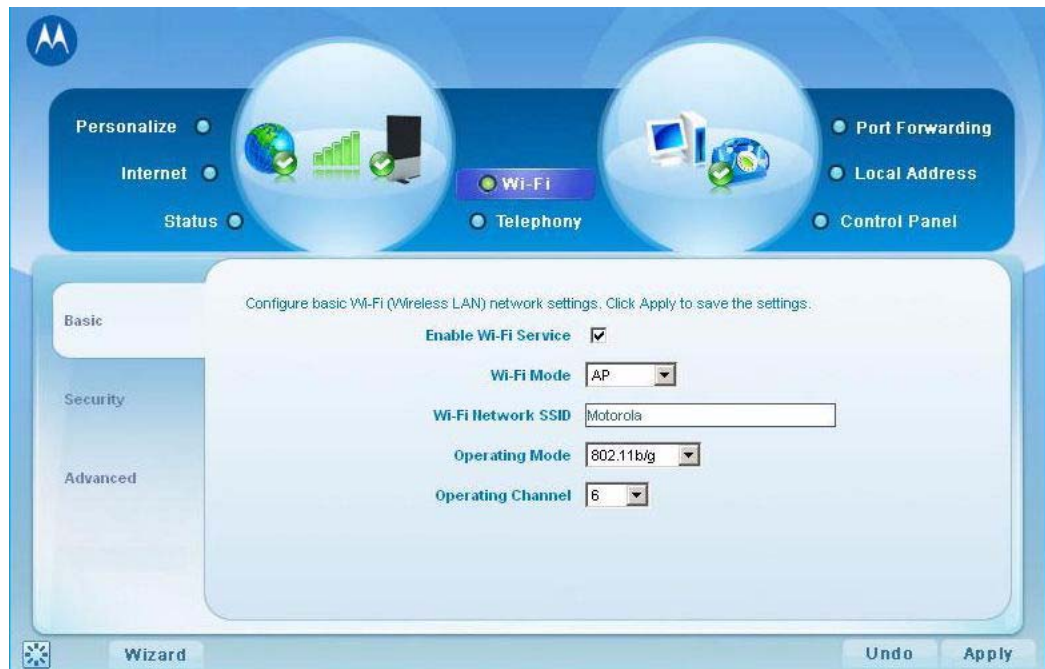 Personalize
Internet
Status
Wi-Fi
Telephony
Port Forwarding
Local Address
Control Panel
Basic
Security
Advanced
Configure basic Wi-Fi (Wireless LAN) network settings. Click Apply to save the settings.
Enable Wi-Fi Service
Wi-Fi Mode AP
Wi-Fi Network SSID Motorola
Operating Mode 802.11b/g
Operating Channel 6
Wizard
Undo
Apply